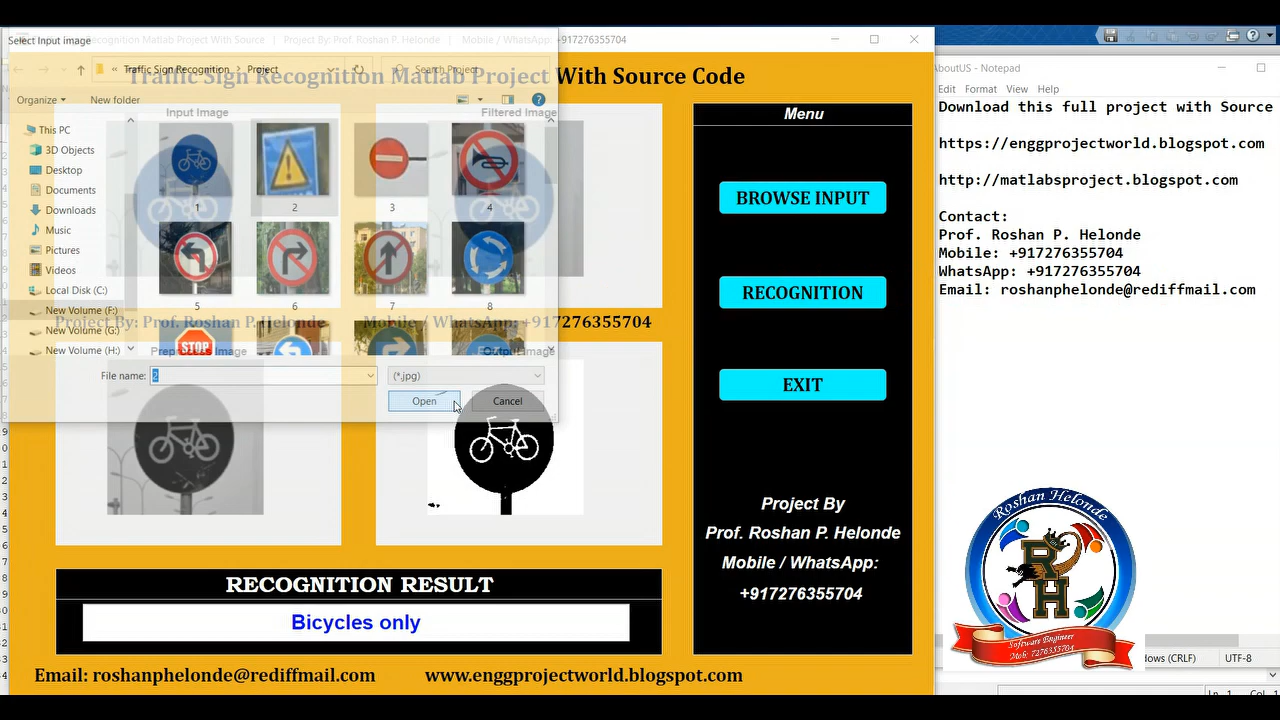 Select Input image
Recognition Matlab Project With Source | Project By: Prof. Roshan P. Helonde | Mobile / WhatsApp: +917276355704
Traffic Sign Recognition Project
Search Project
Traffic Sign Recognition Matlab Project With Source Code
Organize New folder
Input Image
Filtered Image
This PC
3D Objects
Desktop
Documents
Downloads
Music
Pictures
Videos
Local Disk (C:)
New Volume (F:)
New Volume (G:)
New Volume (H:)
1 2 3 4
5 6 7 8
STOP
Project By: Prof. Roshan P. Helonde Mobile / WhatsApp: +917276355704
Output Image
File name: 2 (*.jpg)
Open Cancel
RECOGNITION RESULT
Bicycles only
Email: roshanphelonde@rediffmail.com www.enggprojectworld.blogspot.com
Menu
BROWSE INPUT
RECOGNITION
EXIT
Project By
Prof. Roshan P. Helonde
Mobile / WhatsApp:
+917276355704
AboutUS - Notepad
Edit Format View Help
Download this full project with Source
https://enggprojectworld.blogspot.com
http://matlabsproject.blogspot.com
Contact:
Prof. Roshan P. Helonde
Mobile: +917276355704
WhatsApp: +917276355704
Email: roshanphelonde@rediffmail.com
Roshan Helonde
RH
Software Engineer
Mob: 7276355704
(CRLF) UTF-8